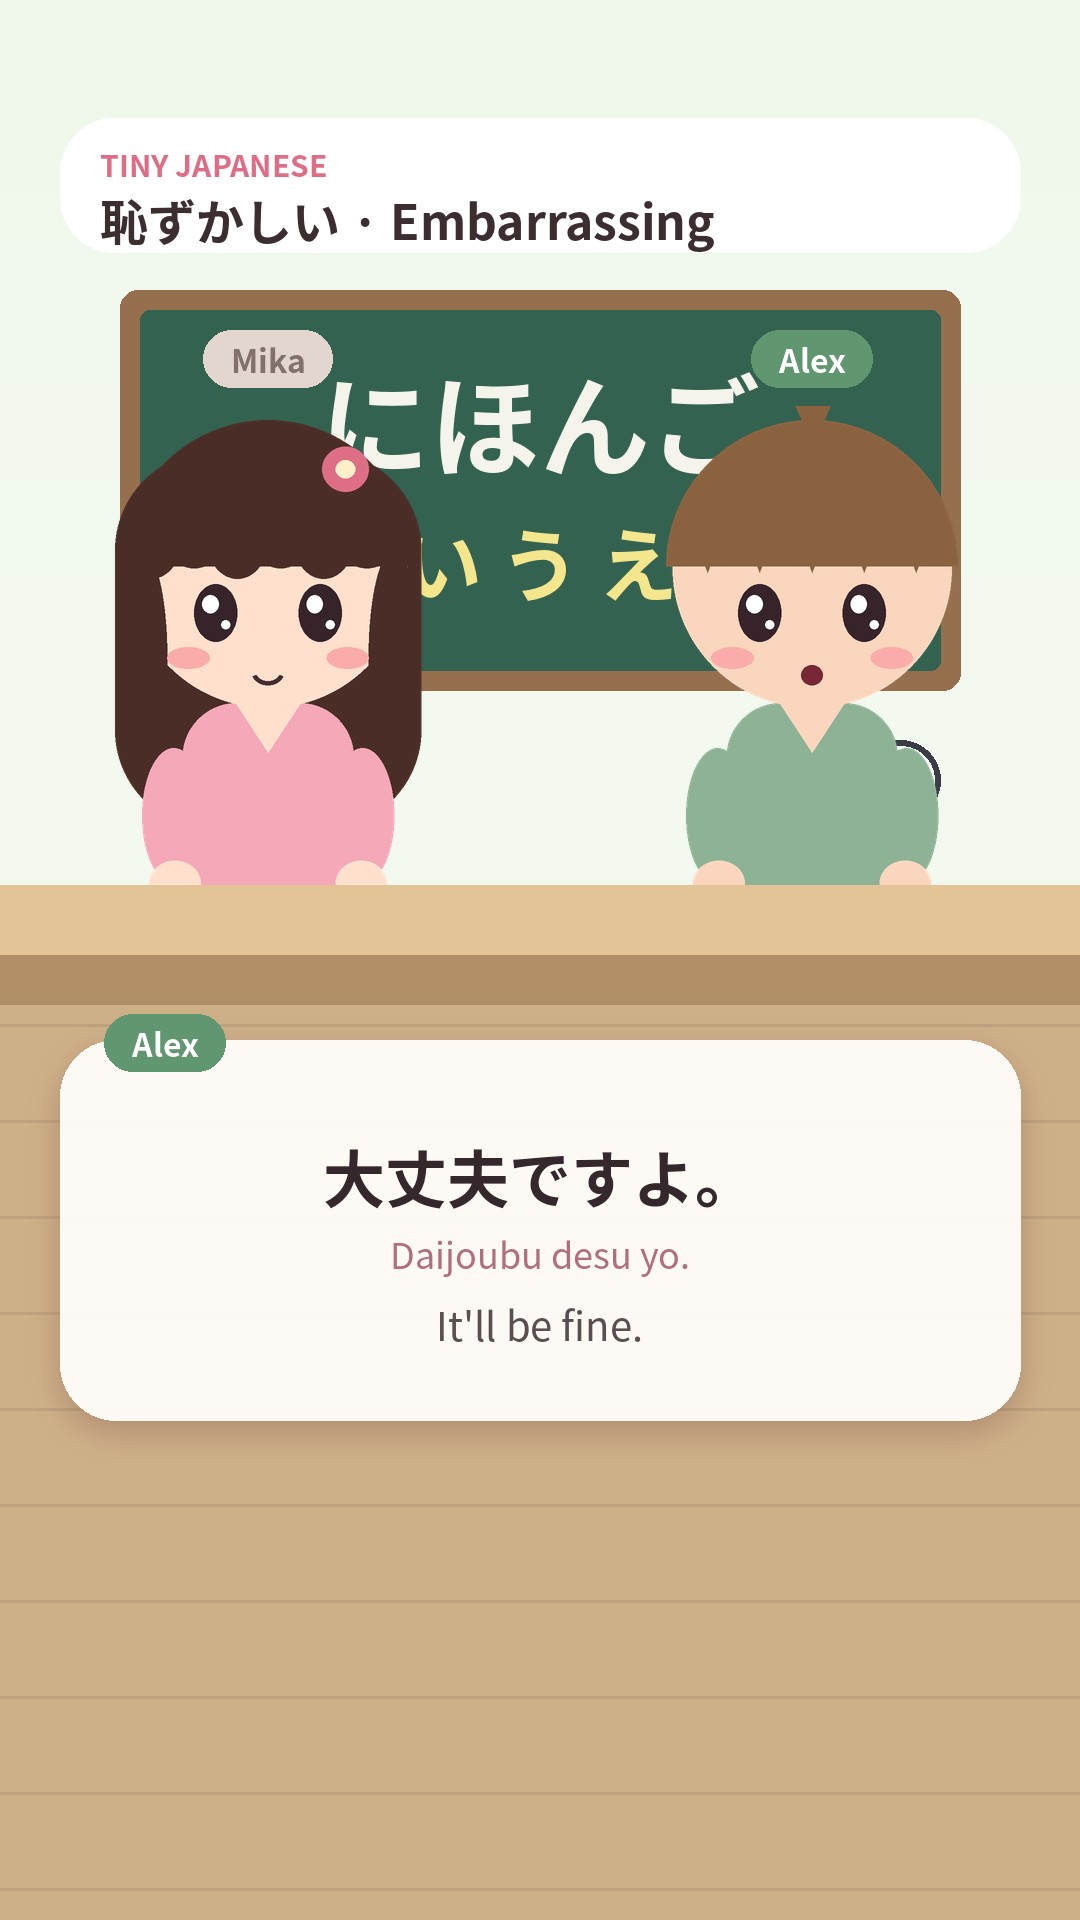 TINY JAPANESE
恥ずかしい · Embarrassing
Mika
Alex
にほんご
いうえ
Alex
大丈夫ですよ。
Daijoubu desu yo.
It'll be fine.